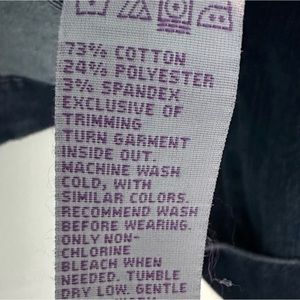 73% COTTON
24% POLYESTER
3% SPANDEX
EXCLUSIVE OF
TRIMMING
TURN GARMENT
INSIDE OUT.
MACHINE WASH
COLD, WITH
SIMILAR COLORS.
RECOMMEND WASH
BEFORE WEARING.
ONLY NON-
CHLORINE
BLEACH WHEN
NEEDED. TUMBLE
DRY LOW. GENTLE